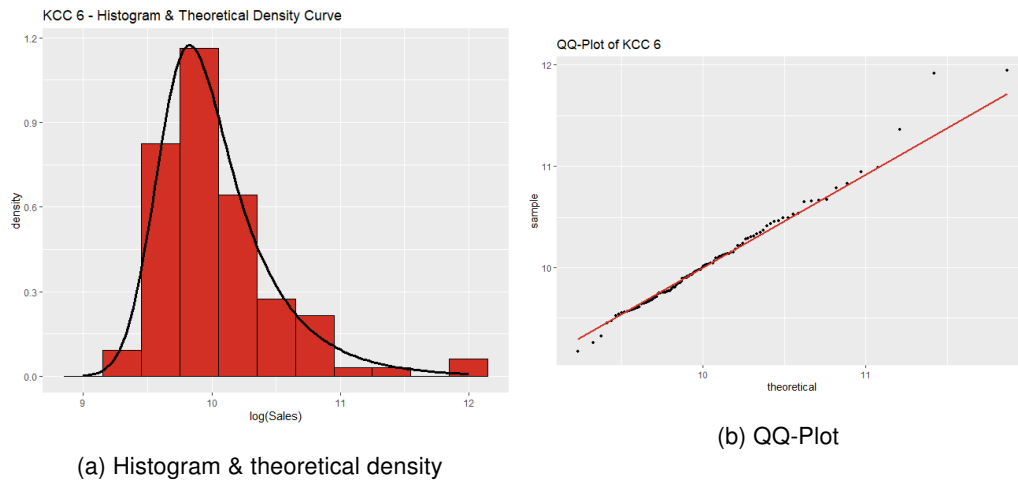 KCC 6 - Histogram & Theoretical Density Curve
1.2
0.9
0.6
0.3
0.0
density
9
10
11
12
log(Sales)
(a) Histogram & theoretical density
QQ-Plot of KCC 6
12
11
10
sample
10
11
theoretical
(b) QQ-Plot